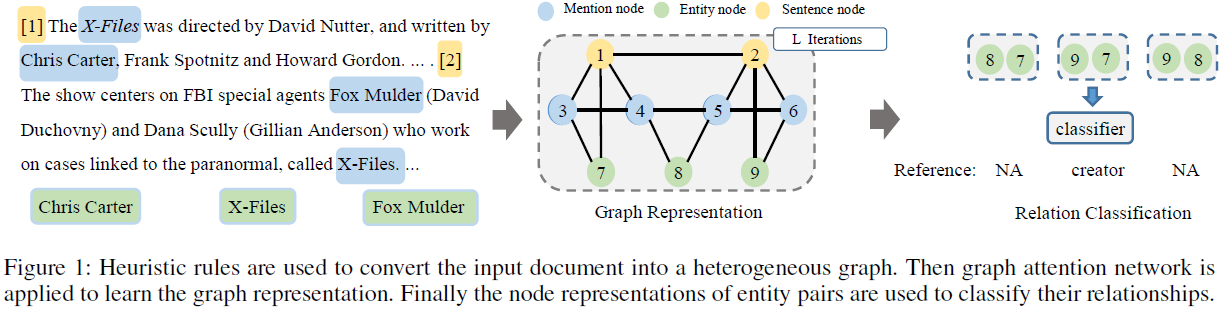 Mention node Entity node Sentence node
[1] The X-Files was directed by David Nutter, and written by
Chris Carter, Frank Spotnitz and Howard Gordon. ... . [2]
The show centers on FBI special agents Fox Mulder (David
Duchovny) and Dana Scully (Gillian Anderson) who work
on cases linked to the paranormal, called X-Files. ...
Chris Carter X-Files Fox Mulder
L Iterations
1 2
3 4 5 6
7 8 9
Graph Representation
8 7 9 7 9 8
classifier
Reference: NA creator NA
Relation Classification
Figure 1: Heuristic rules are used to convert the input document into a heterogeneous graph. Then graph attention network is
applied to learn the graph representation. Finally the node representations of entity pairs are used to classify their relationships.